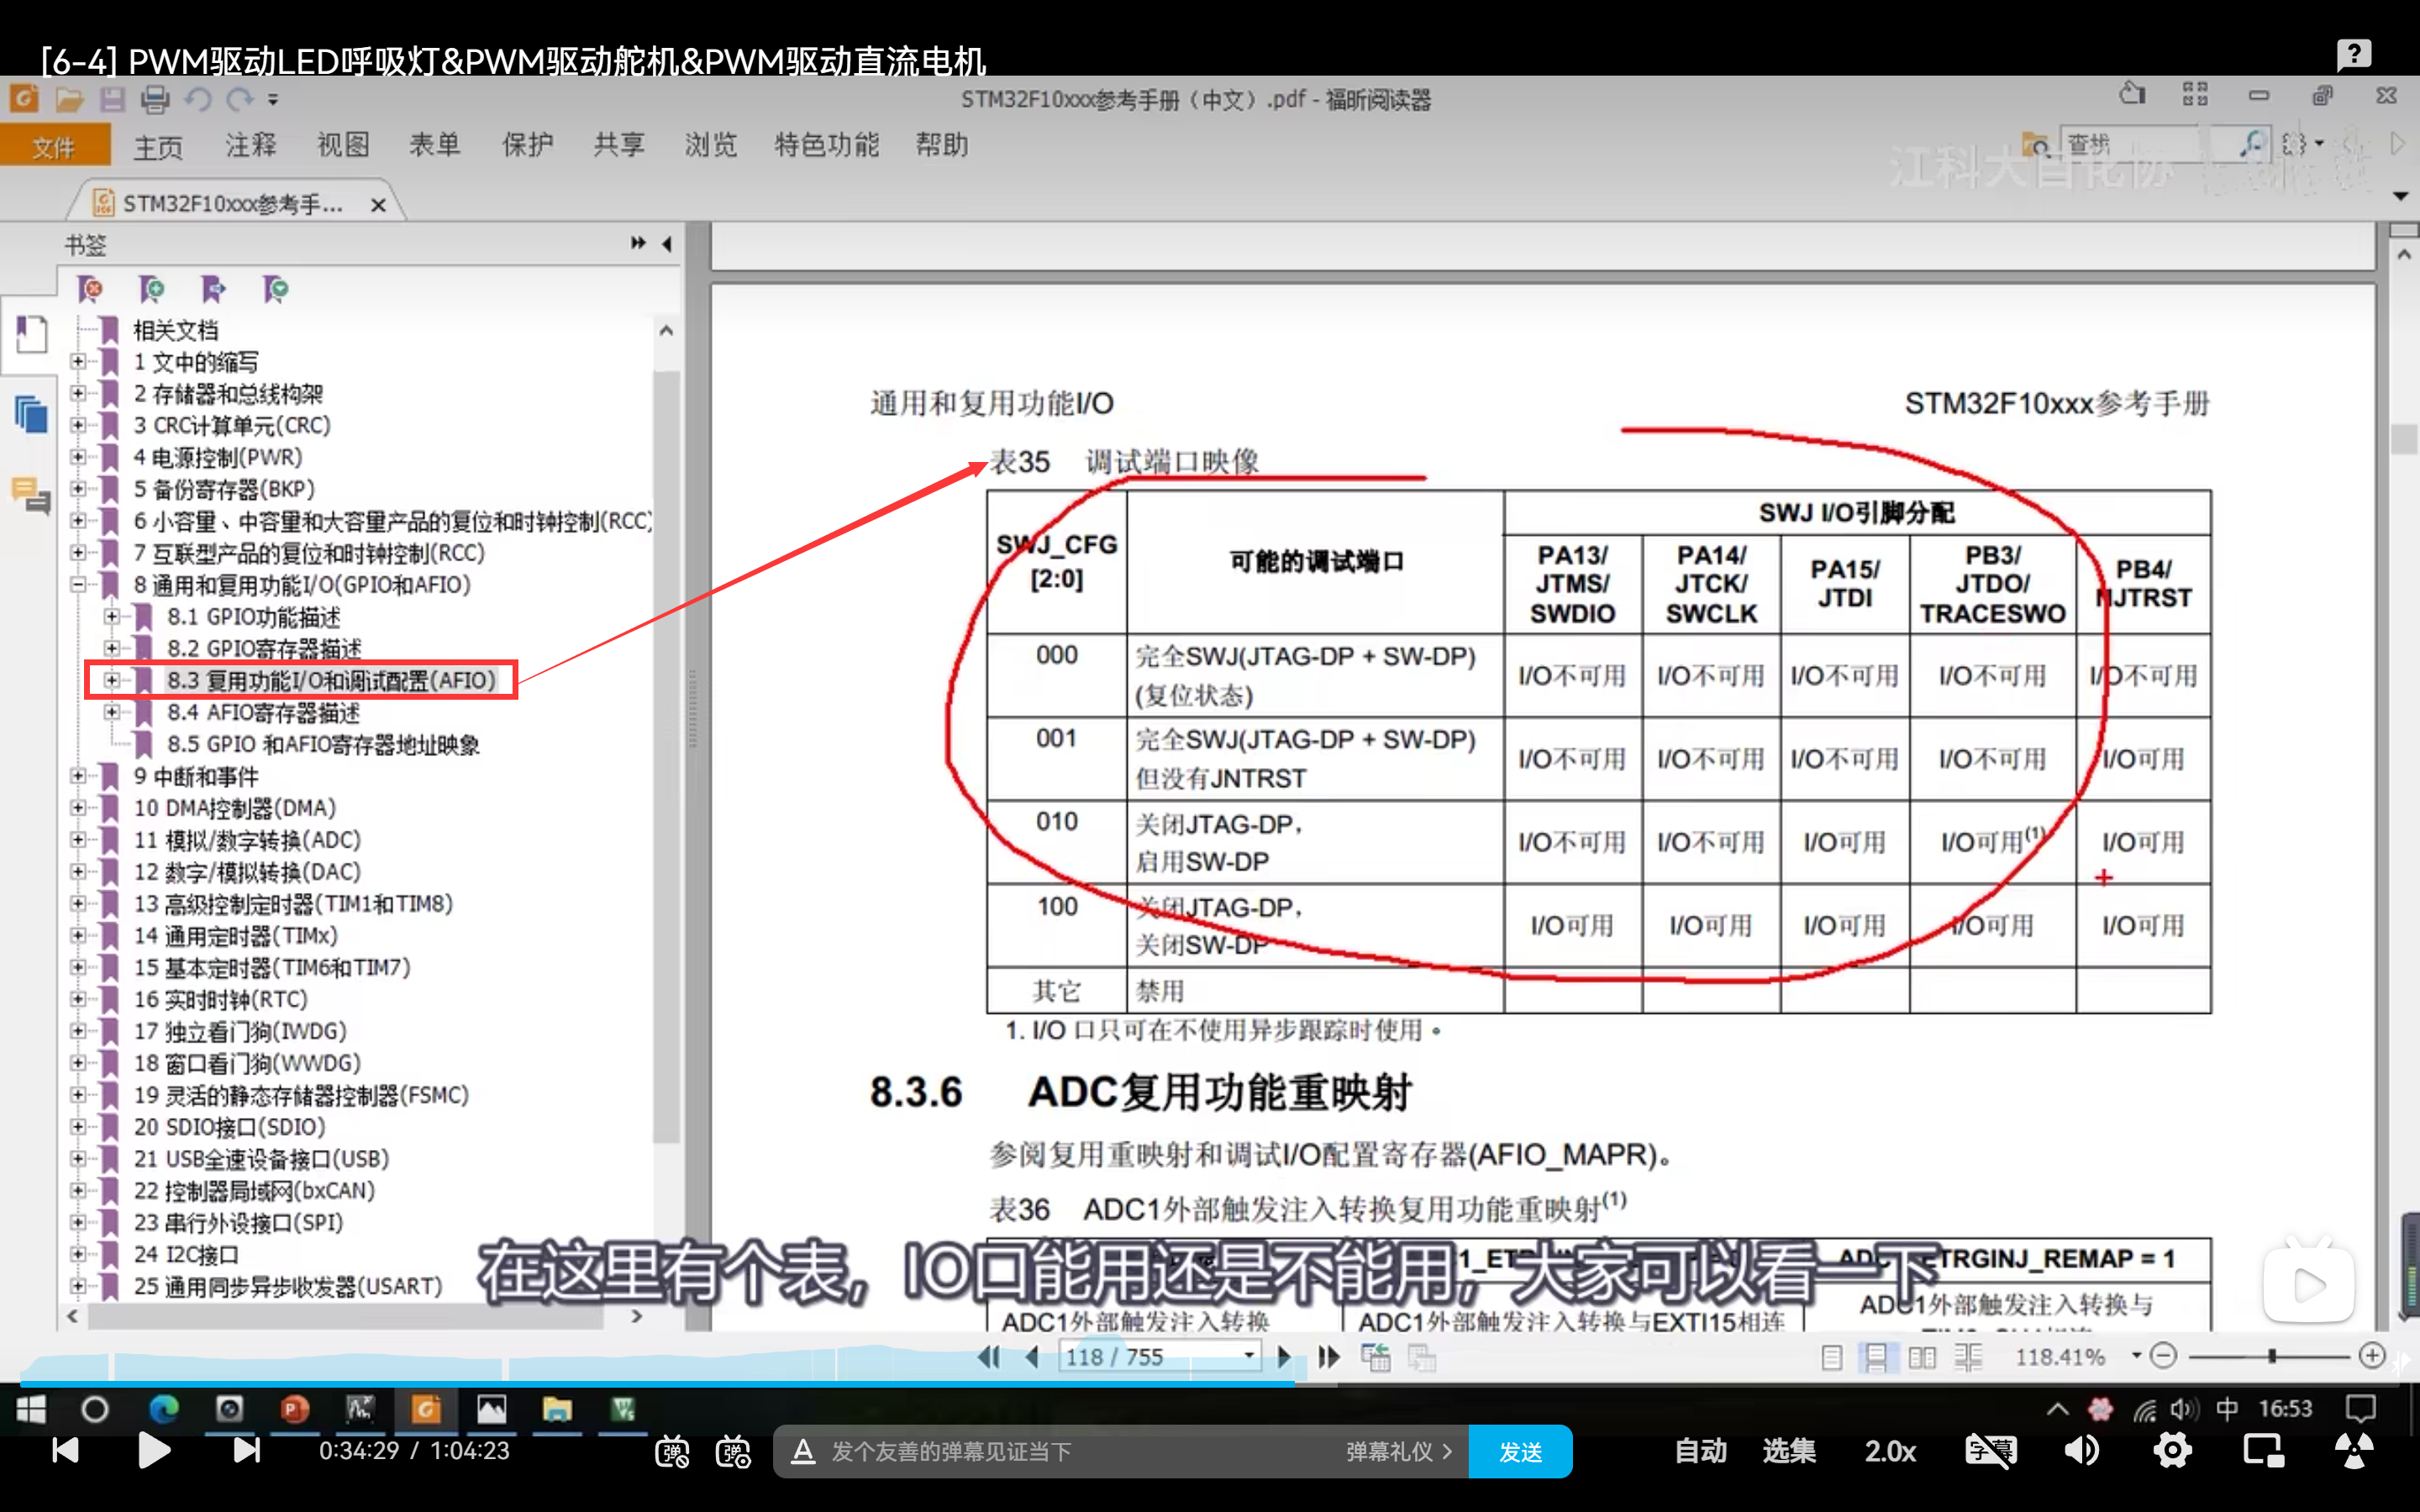 [6-4] PWM驱动LED呼吸灯&PWM驱动舵机&PWM驱动直流电机
STM32F10xxx参考手册（中文）.pdf - 福昕阅读器
文件 主页 注释 视图 表单 保护 共享 浏览 特色功能 帮助
查找
江科大自化协
STM32F10xxx参考手...
书签
相关文档
1 文中的缩写
2 存储器和总线构架
3 CRC计算单元(CRC)
4 电源控制(PWR)
5 备份寄存器(BKP)
6 小容量、中容量和大容量产品的复位和时钟控制(RCC)
7 互联型产品的复位和时钟控制(RCC)
8 通用和复用功能I/O(GPIO和AFIO)
8.1 GPIO功能描述
8.2 GPIO寄存器描述
8.3 复用功能I/O和调试配置(AFIO)
8.4 AFIO寄存器描述
8.5 GPIO 和AFIO寄存器地址映象
9 中断和事件
10 DMA控制器(DMA)
11 模拟/数字转换(ADC)
12 数字/模拟转换(DAC)
13 高级控制定时器(TIM1和TIM8)
14 通用定时器(TIMx)
15 基本定时器(TIM6和TIM7)
16 实时时钟(RTC)
17 独立看门狗(IWDG)
18 窗口看门狗(WWDG)
19 灵活的静态存储器控制器(FSMC)
20 SDIO接口(SDIO)
21 USB全速设备接口(USB)
22 控制器局域网(bxCAN)
23 串行外设接口(SPI)
24 I2C接口
25 通用同步异步收发器(USART)
通用和复用功能I/O
STM32F10xxx参考手册
表35 调试端口映像
SWJ_CFG
[2:0]
可能的调试端口
SWJ I/O引脚分配
PA13/
JTMS/
SWDIO
PA14/
JTCK/
SWCLK
PA15/
JTDI
PB3/
JTDO/
TRACESWO
PB4/
NJTRST
000
完全SWJ(JTAG-DP + SW-DP)
(复位状态)
I/O不可用 I/O不可用 I/O不可用 I/O不可用 I/O不可用
001
完全SWJ(JTAG-DP + SW-DP)
但没有JNTRST
I/O不可用 I/O不可用 I/O不可用 I/O不可用 I/O可用
010
关闭JTAG-DP，
启用SW-DP
I/O不可用 I/O不可用 I/O可用 I/O可用(1) I/O可用
100
关闭JTAG-DP，
关闭SW-DP
I/O可用 I/O可用 I/O可用 I/O可用 I/O可用
其它 禁用
1. I/O 口只可在不使用异步跟踪时使用。
8.3.6 ADC复用功能重映射
参阅复用重映射和调试I/O配置寄存器(AFIO_MAPR)。
表36 ADC1外部触发注入转换复用功能重映射(1)
ETRGINJ_REMAP = 1
在这里有个表，IO口能用还是不能用，大家可以看一下
ADC1外部触发注入转换
ADC1外部触发注入转换与EXTI15相连
ADC1外部触发注入转换与
118 / 755
118.41%
中 16:53
0:34:29 / 1:04:23
发个友善的弹幕见证当下
弹幕礼仪 >
发送
自动 选集 2.0x